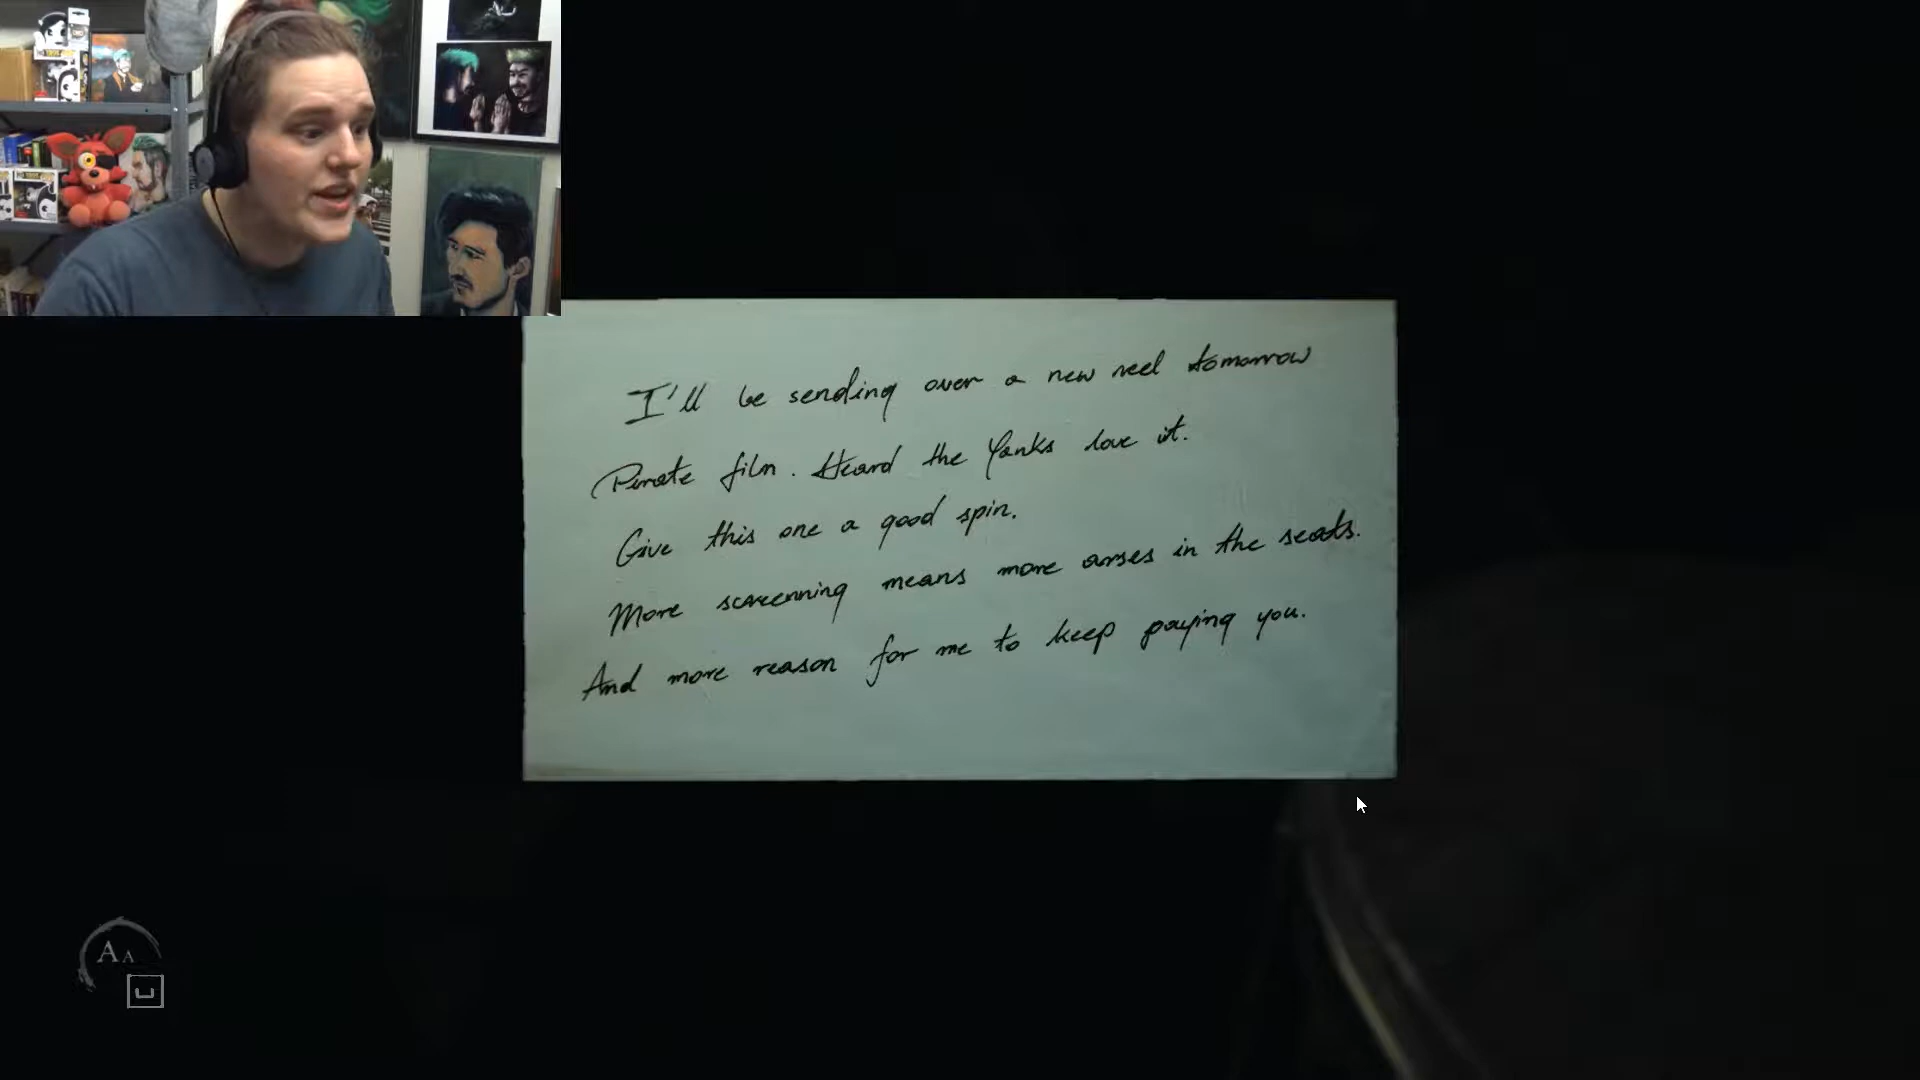 I'll be sending over a new reel tomorrow
Pirate film. Heard the Yanks love it.
Give this one a good spin.
More screenning means more arses in the seats.
And more reason for me to keep paying you.
A A